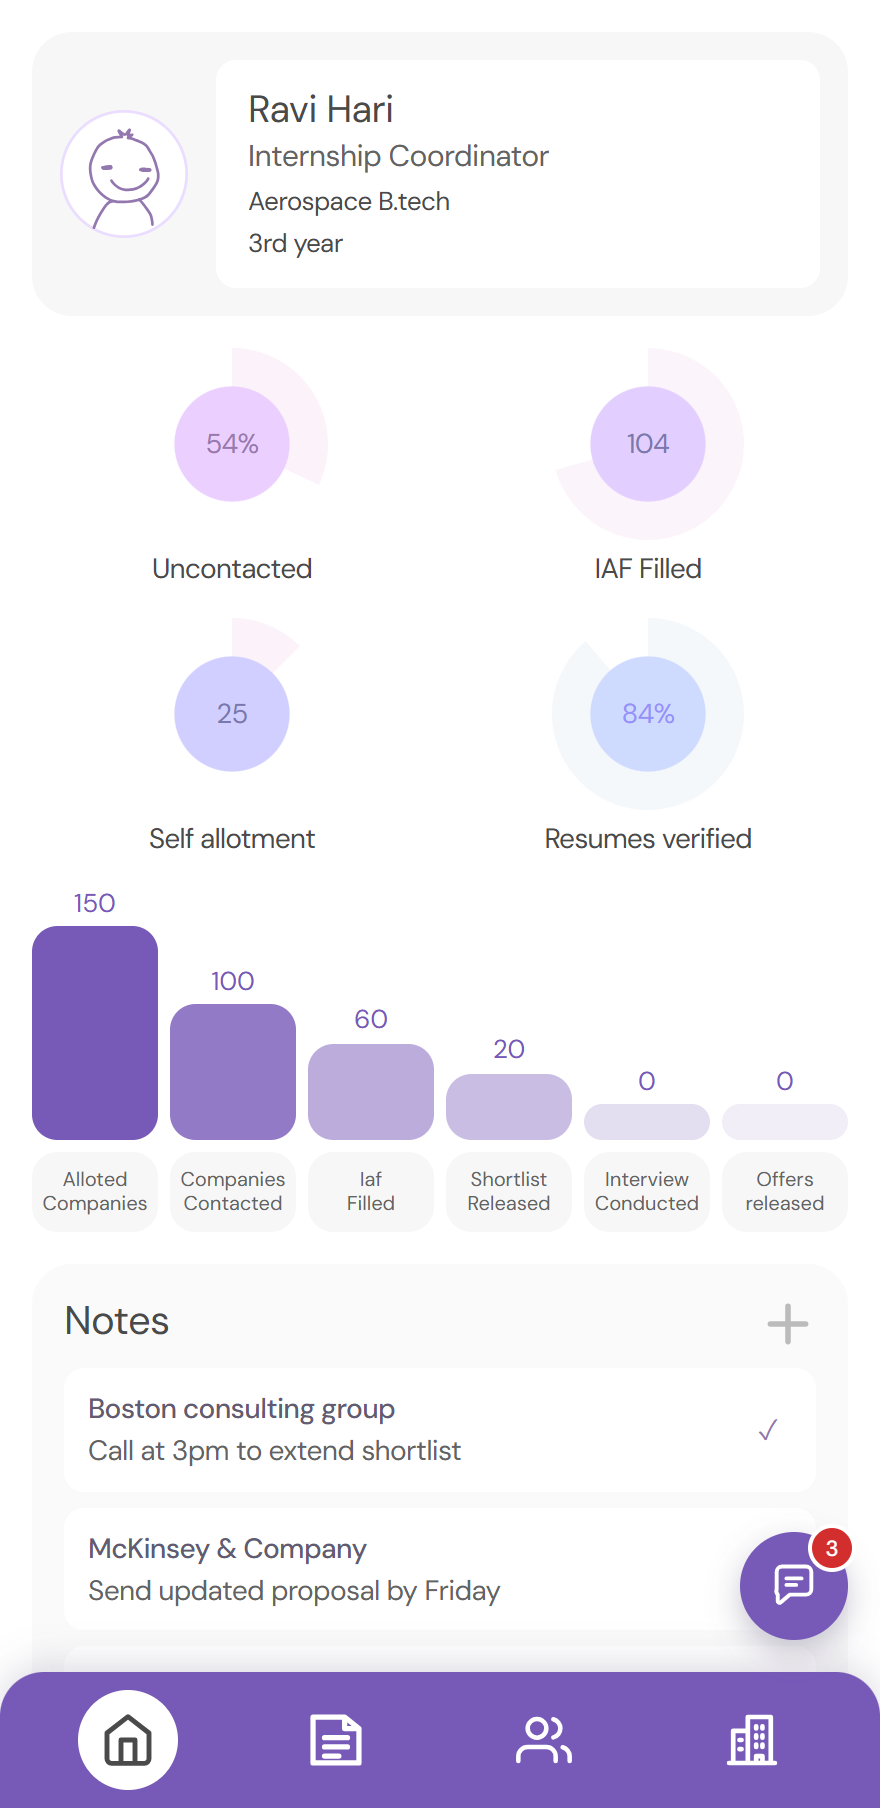 Ravi Hari
Internship Coordinator
Aerospace B.tech
3rd year
54%
104
Uncontacted
IAF Filled
25
84%
Self allotment
Resumes verified
150
100
60
20
0
0
Alloted
Companies
Companies
Contacted
Iaf
Filled
Shortlist
Released
Interview
Conducted
Offers
released
Notes
Boston consulting group
Call at 3pm to extend shortlist
McKinsey & Company
Send updated proposal by Friday
3